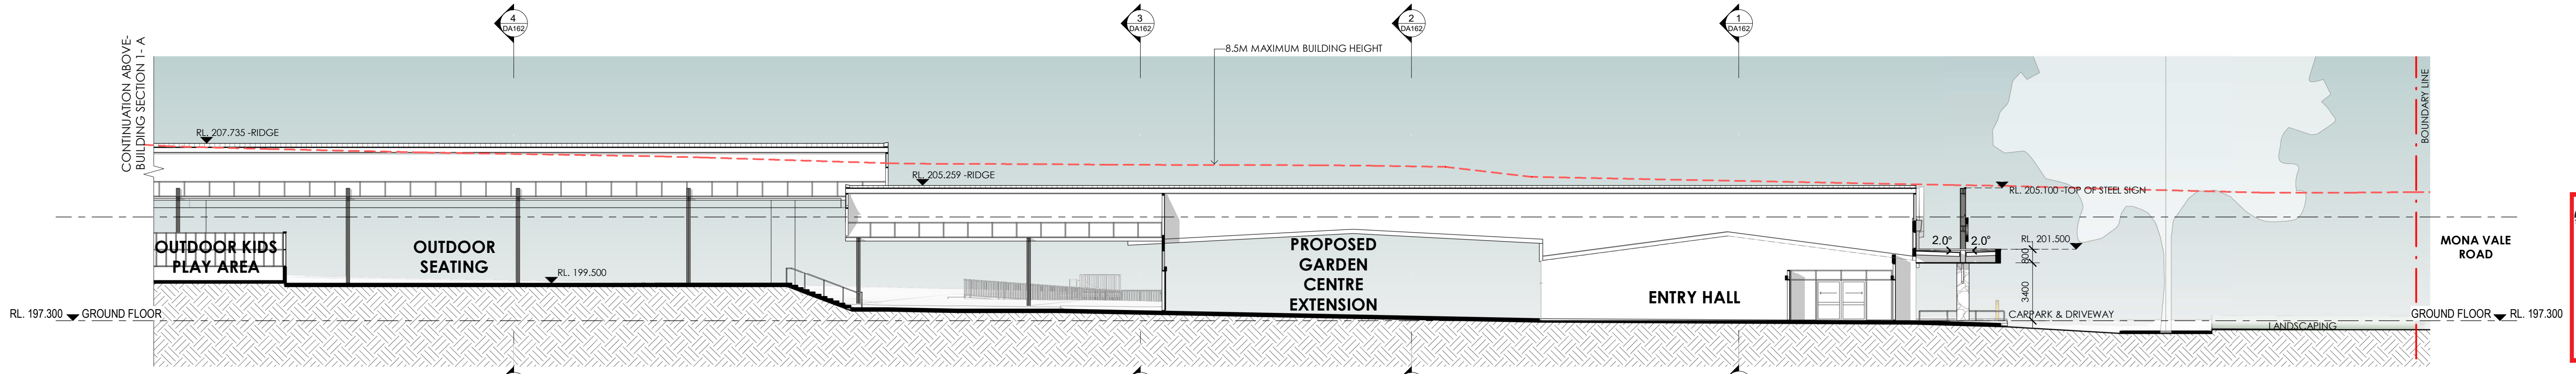 4
DA162
3
DA162
2
DA162
1
DA162
CONTINUATION ABOVE-
BUILDING SECTION 1 - A
8.5M MAXIMUM BUILDING HEIGHT
BOUNDARY LINE
RL. 207.735 -RIDGE
RL. 205.259 -RIDGE
RL. 205.100 -TOP OF STEEL SIGN
OUTDOOR KIDS
PLAY AREA
OUTDOOR
SEATING
PROPOSED
GARDEN
CENTRE
EXTENSION
ENTRY HALL
2.0°
2.0°
RL. 201.500
800
3400
MONA VALE
ROAD
RL. 199.500
RL. 197.300
GROUND FLOOR
CARPARK & DRIVEWAY
LANDSCAPING
GROUND FLOOR
RL. 197.300